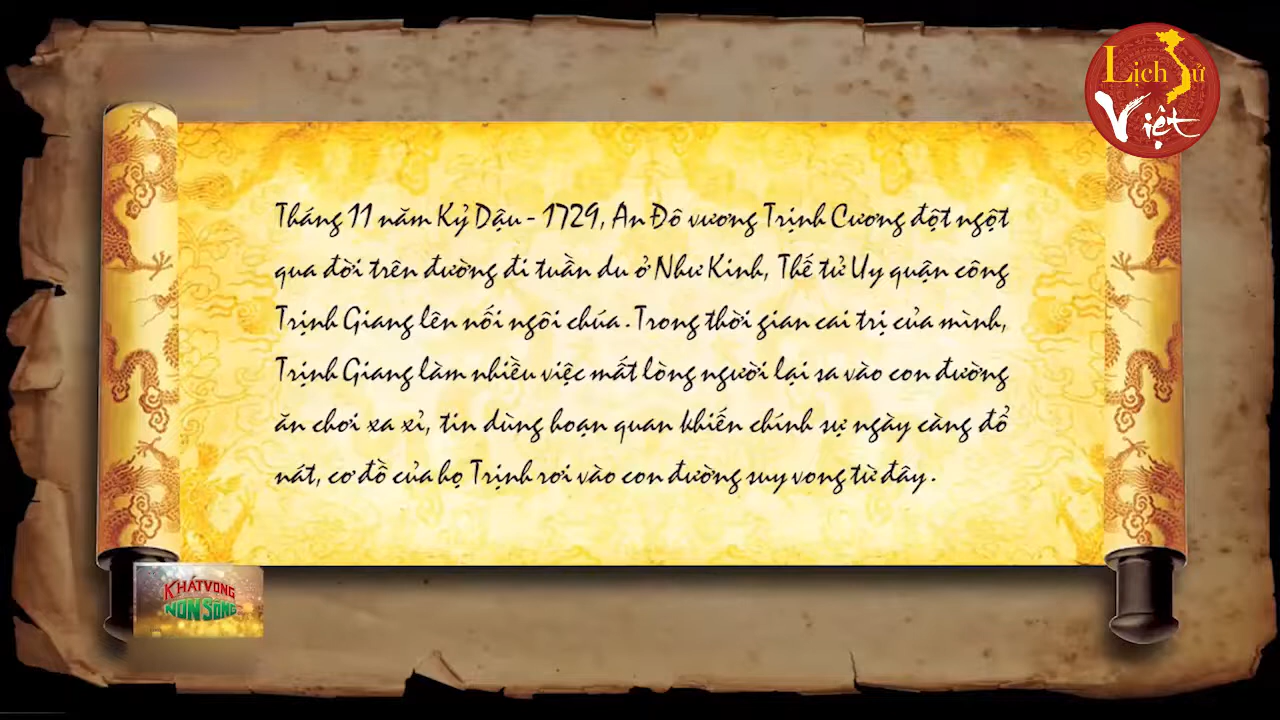 Lịch Sử
Việt
Tháng 11 năm Kỷ Dậu - 1729, An Đô vương Trịnh Cương đột ngột
qua đời trên đường đi tuần du ở Như Kinh, Thế tử Uy quận công
Trịnh Giang lên nối ngôi chúa. Trong thời gian cai trị của mình,
Trịnh Giang làm nhiều việc mất lòng người lại sa vào con đường
ăn chơi xa xỉ, tin dùng hoạn quan khiến chính sự ngày càng đổ
nát, cơ đồ của họ Trịnh rơi vào con đường suy vong từ đây.
KHÁT VỌNG
NON SÔNG